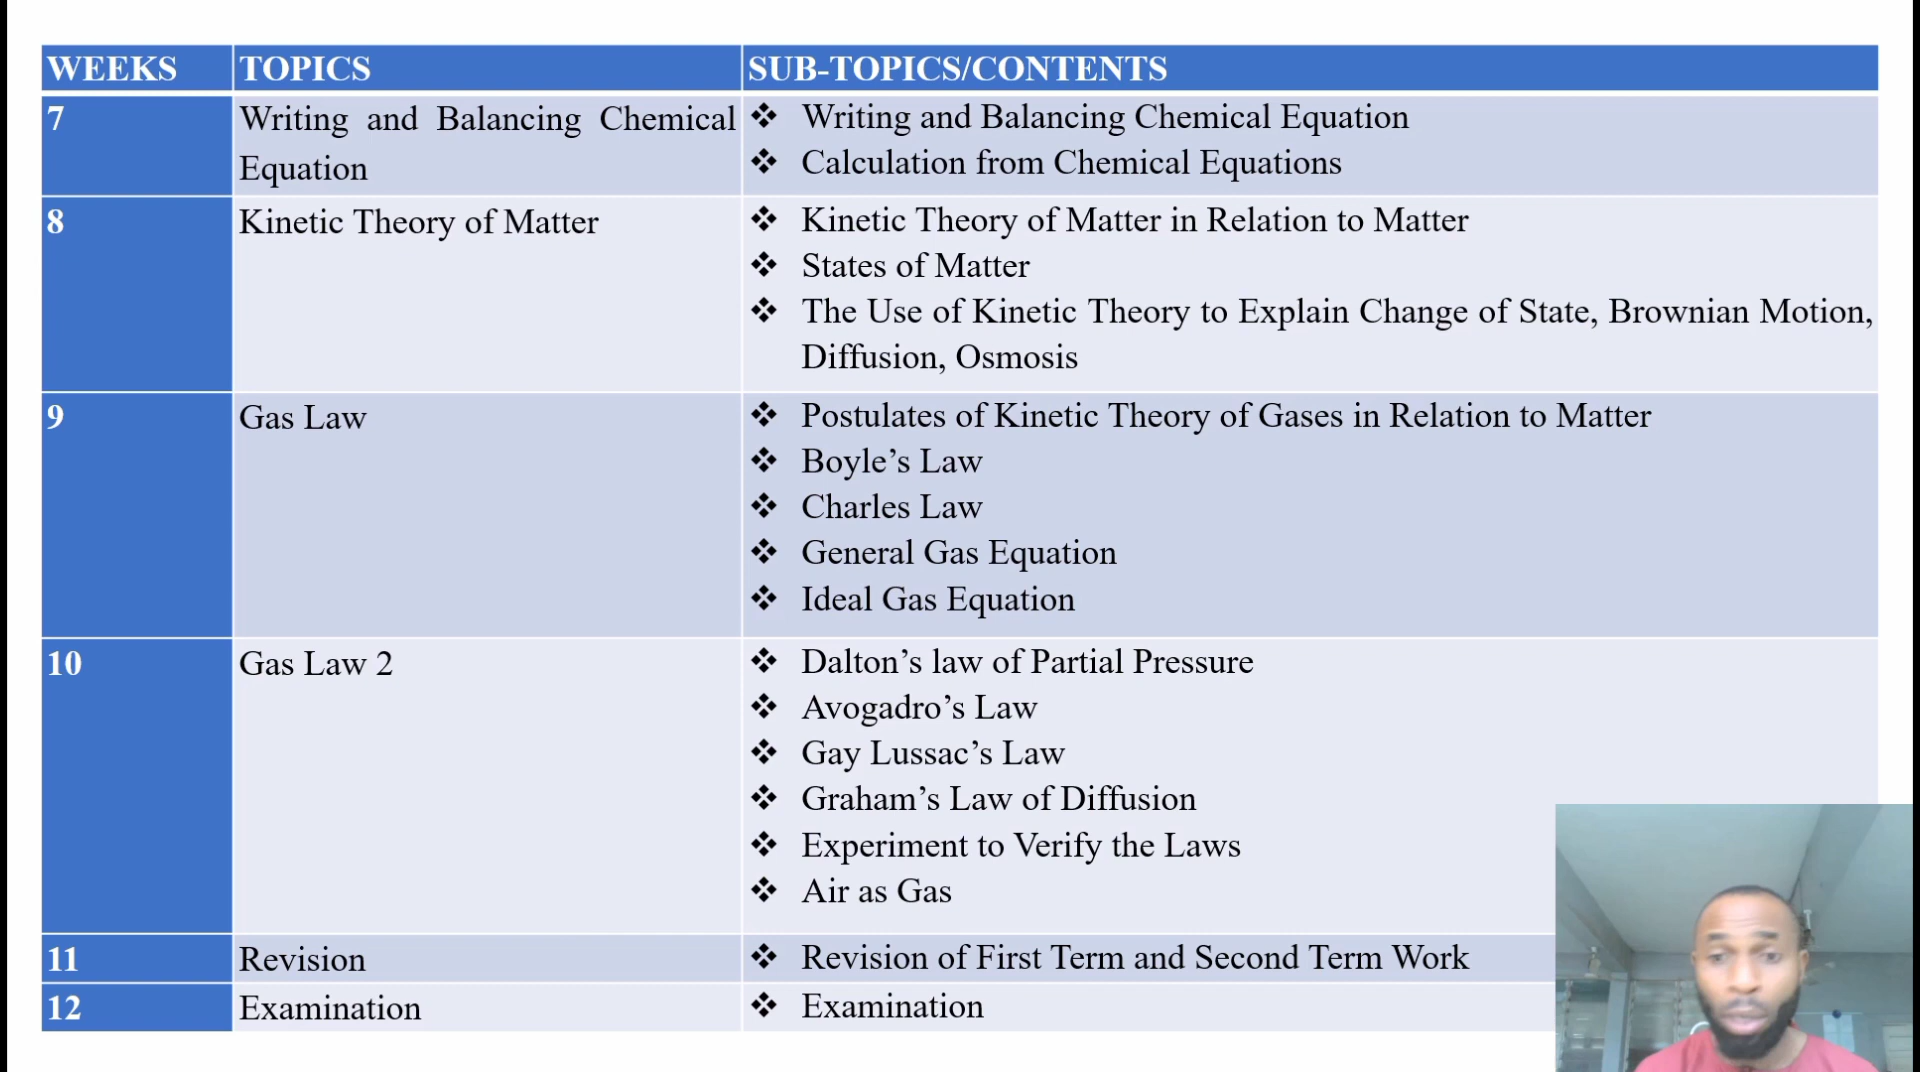 WEEKS TOPICS SUB-TOPICS/CONTENTS
7 Writing and Balancing Chemical Equation
❖ Writing and Balancing Chemical Equation
❖ Calculation from Chemical Equations
8 Kinetic Theory of Matter
❖ Kinetic Theory of Matter in Relation to Matter
❖ States of Matter
❖ The Use of Kinetic Theory to Explain Change of State, Brownian Motion,
Diffusion, Osmosis
9 Gas Law
❖ Postulates of Kinetic Theory of Gases in Relation to Matter
❖ Boyle’s Law
❖ Charles Law
❖ General Gas Equation
❖ Ideal Gas Equation
10 Gas Law 2
❖ Dalton’s law of Partial Pressure
❖ Avogadro’s Law
❖ Gay Lussac’s Law
❖ Graham’s Law of Diffusion
❖ Experiment to Verify the Laws
❖ Air as Gas
11 Revision
❖ Revision of First Term and Second Term Work
12 Examination
❖ Examination